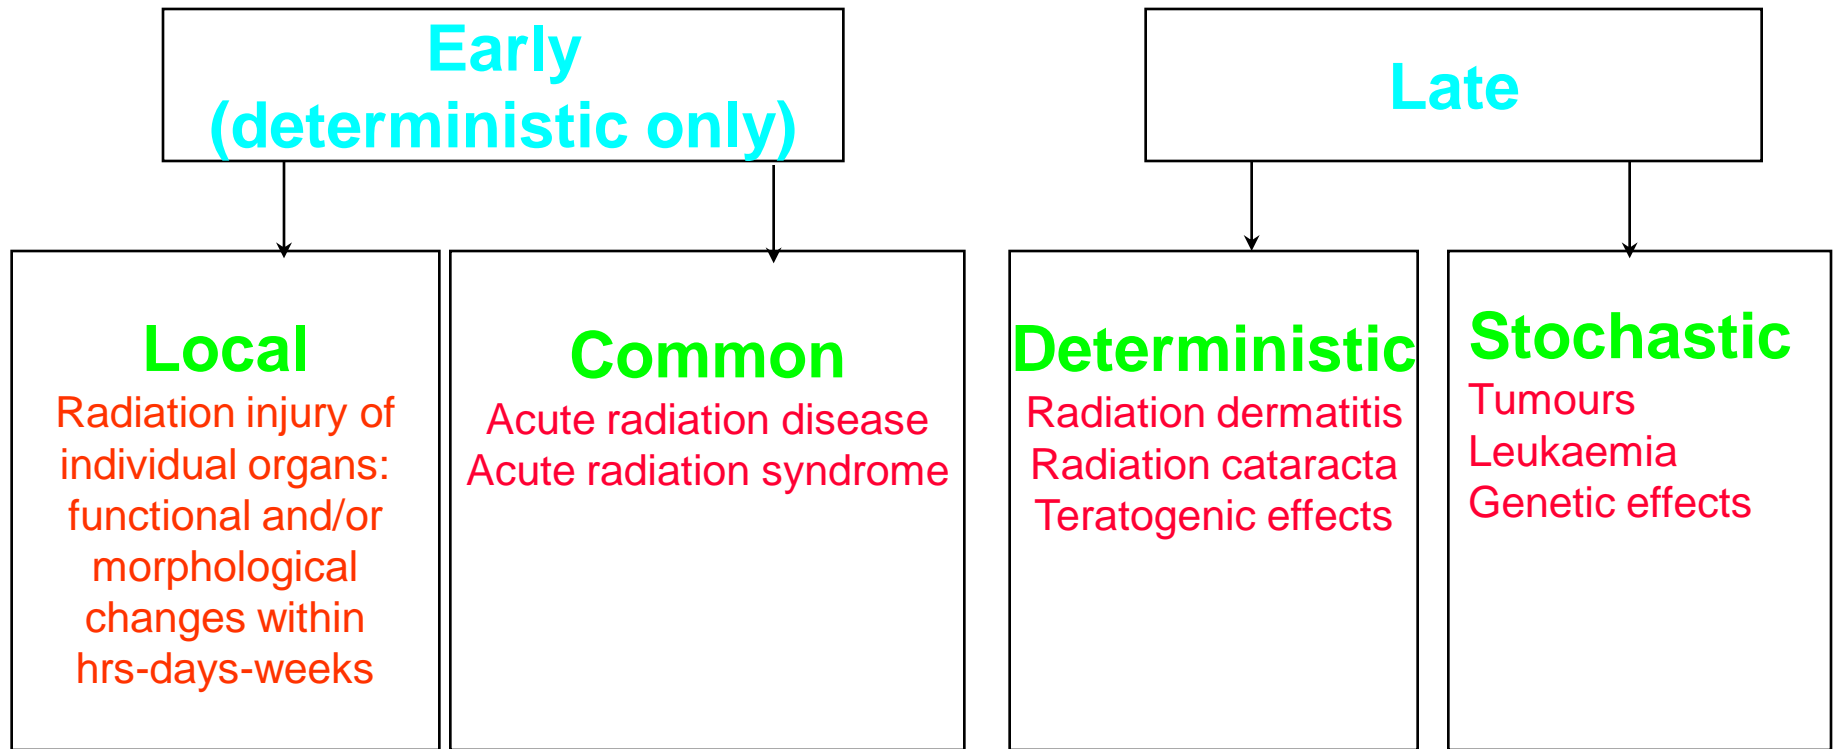 Early
(deterministic only)
Late
Local
Radiation injury of
individual organs:
functional and/or
morphological
changes within
hrs-days-weeks
Common
Acute radiation disease
Acute radiation syndrome
Deterministic
Radiation dermatitis
Radiation cataracta
Teratogenic effects
Stochastic
Tumours
Leukaemia
Genetic effects